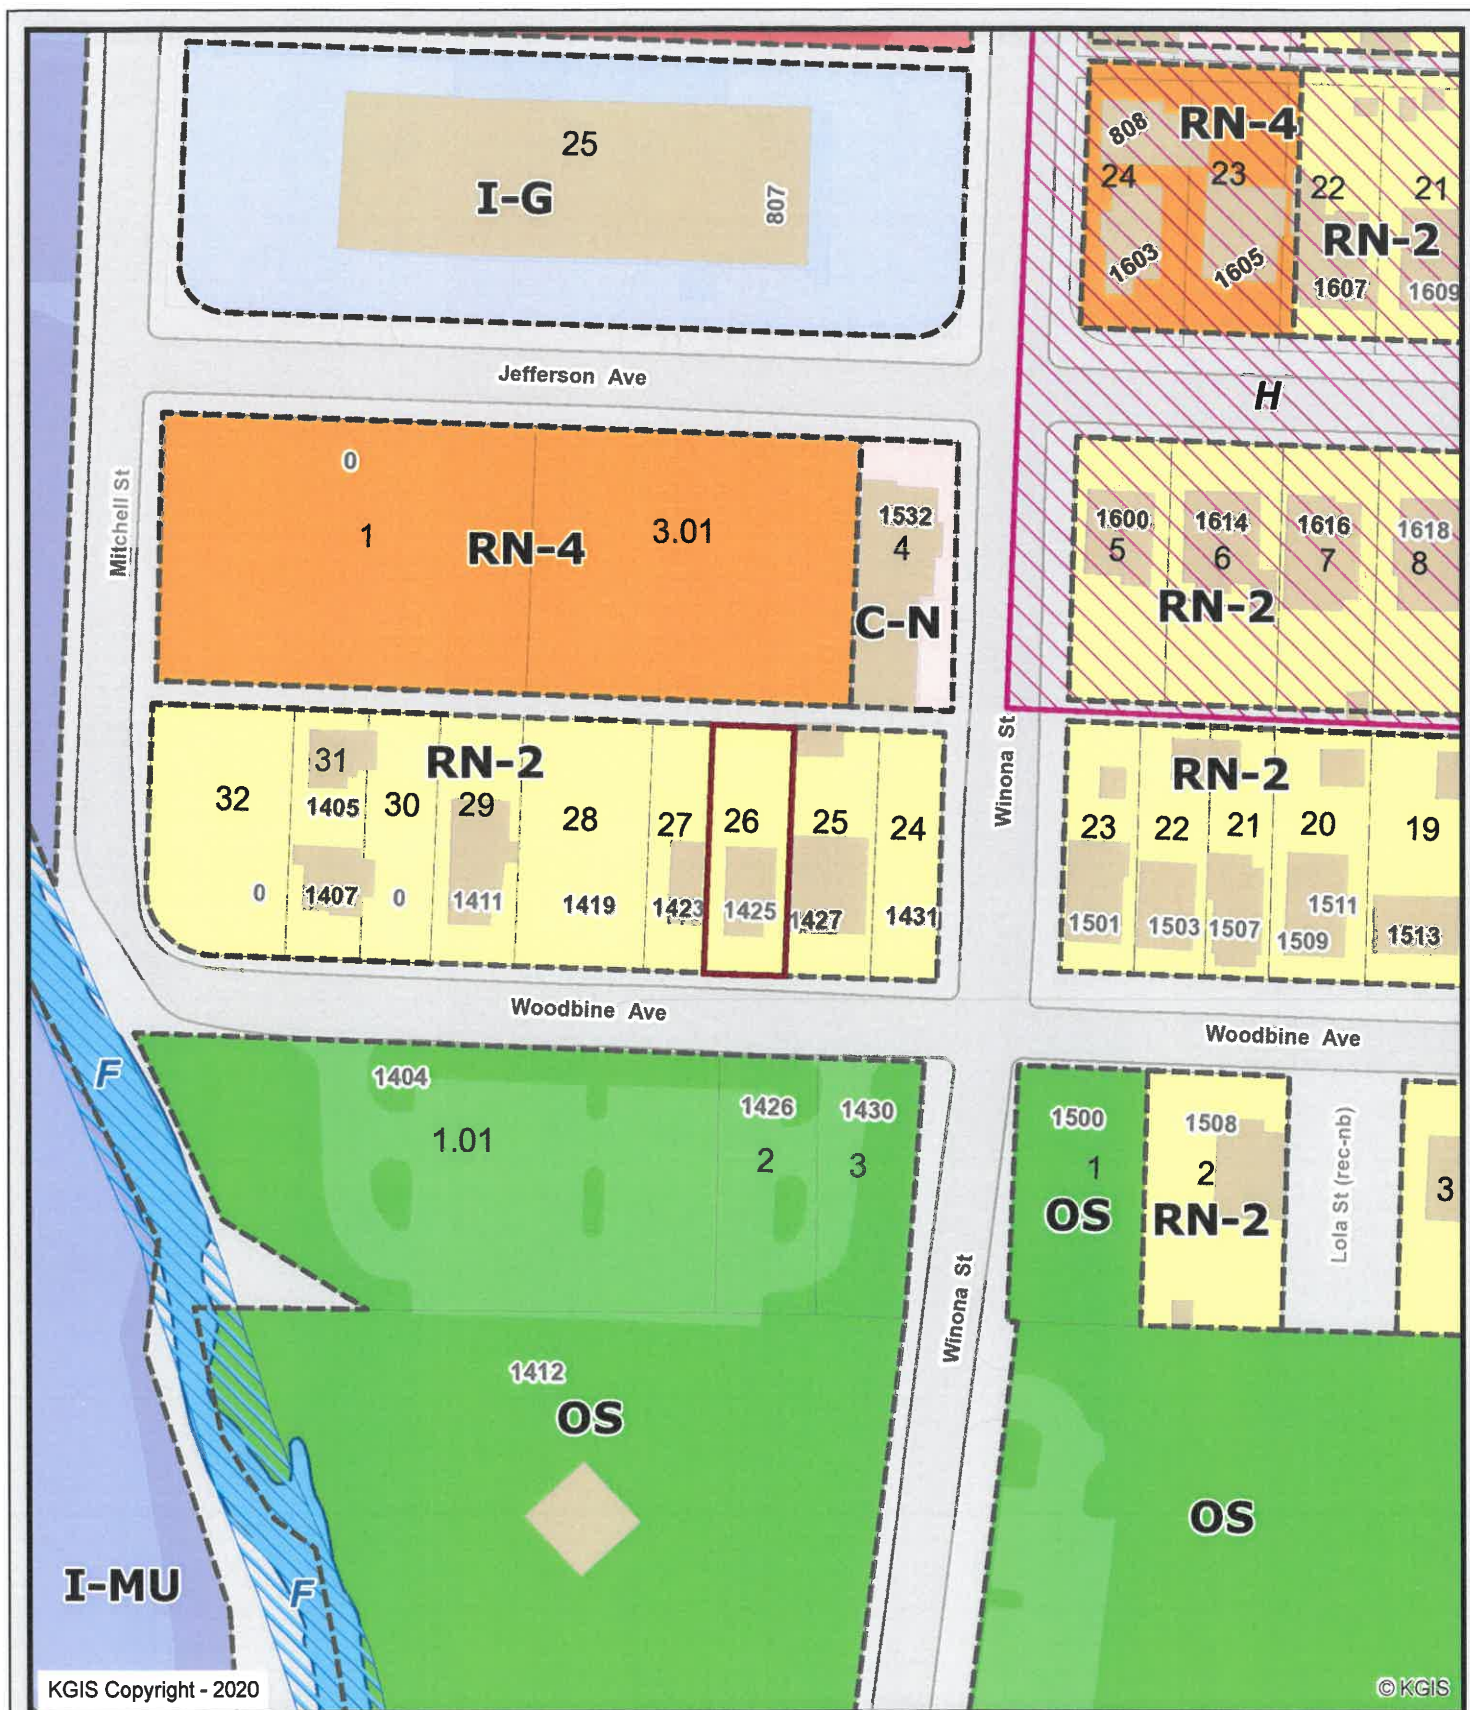 25
I-G
807
808
RN-4
24
23
22
21
RN-2
1603
1605
1607
1609
Jefferson Ave
H
Mitchell St
0
1
RN-4
3.01
1532
4
C-N
1600
5
1614
6
1616
7
1618
8
RN-2
Winona St
32
31
1405
RN-2
30
29
28
27
26
25
24
0
1407
0
1411
1419
1423
1425
1427
1431
RN-2
23
22
21
20
19
1501
1503
1507
1509
1511
1513
Woodbine Ave
Woodbine Ave
F
1404
1.01
1426
2
1430
3
1500
1
OS
1508
2
RN-2
Lola St (rec-nb)
3
Winona St
1412
OS
OS
I-MU
F
KGIS Copyright - 2020
© KGIS